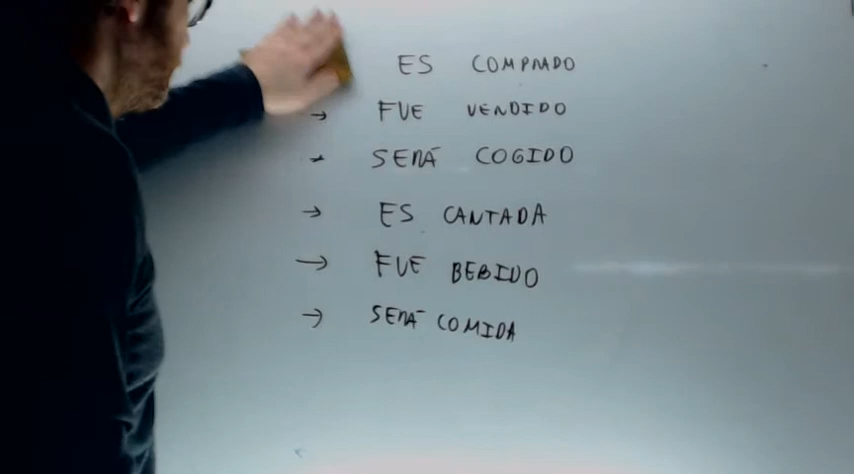 ES COMPRADO
→ FUE VENDIDO
→ SERÁ COGIDO
→ ES CANTADA
→ FUE BEBIDO
→ SERÁ COMIDA